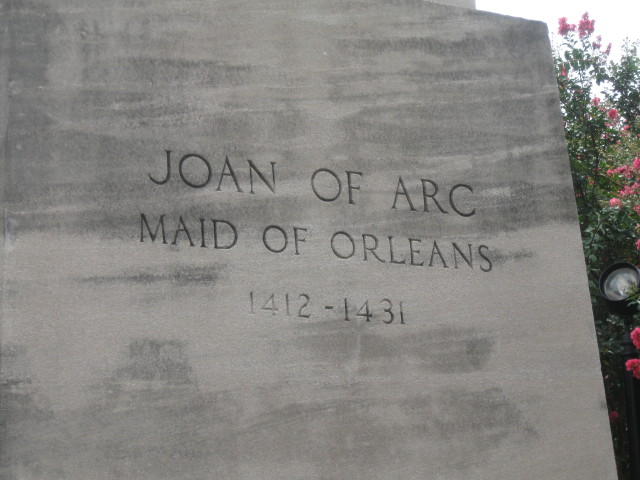 JOAN OF ARC
MAID OF ORLEANS
1412-1431